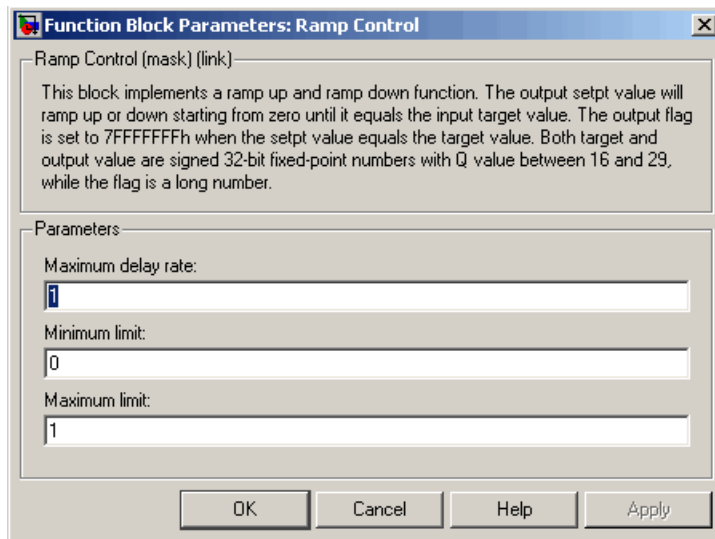 Function Block Parameters: Ramp Control
Ramp Control (mask) (link)
This block implements a ramp up and ramp down function. The output setpt value will
ramp up or down starting from zero until it equals the input target value. The output flag
is set to 7FFFFFFFh when the setpt value equals the target value. Both target and
output value are signed 32-bit fixed-point numbers with Q value between 16 and 29,
while the flag is a long number.
Parameters
Maximum delay rate:
1
Minimum limit:
0
Maximum limit:
1
OK Cancel Help Apply